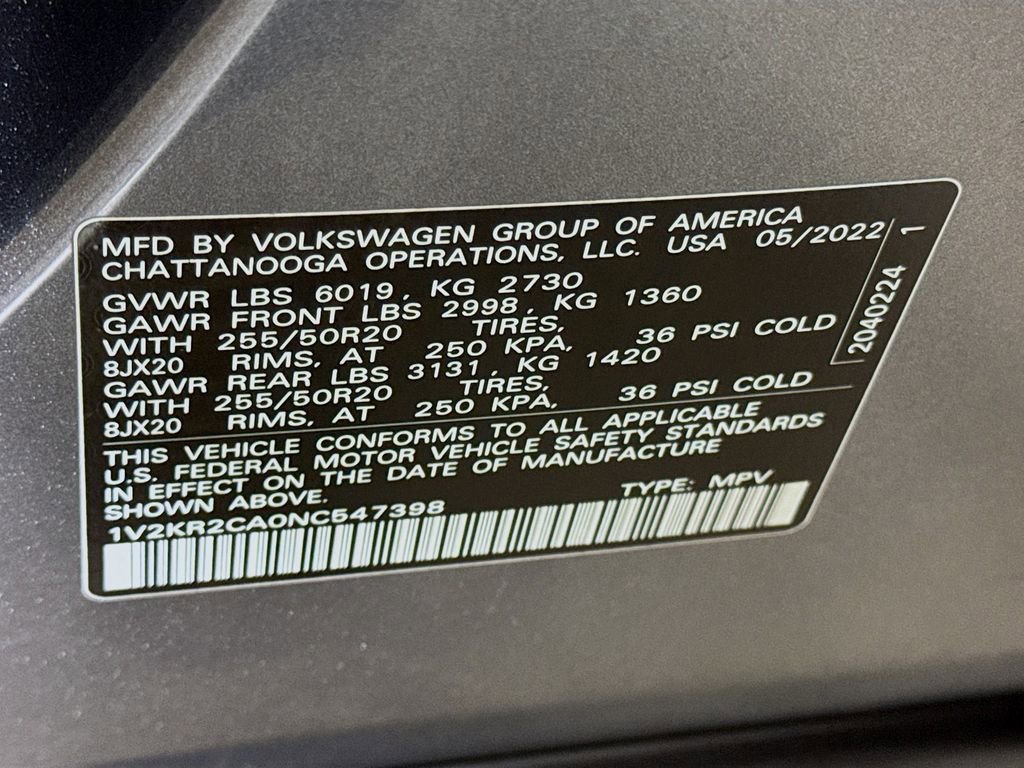 MFD BY VOLKSWAGEN GROUP OF AMERICA
CHATTANOOGA OPERATIONS, LLC. USA 05/2022
GVWR LBS 6019, KG 2730
GAWR FRONT LBS 2998, KG 1360
WITH 255/50R20 TIRES,
8JX20 RIMS, AT 250 KPA, 36 PSI COLD
GAWR REAR LBS 3131, KG 1420
WITH 255/50R20 TIRES,
8JX20 RIMS, AT 250 KPA, 36 PSI COLD
THIS VEHICLE CONFORMS TO ALL APPLICABLE
U.S. FEDERAL MOTOR VEHICLE SAFETY STANDARDS
IN EFFECT ON THE DATE OF MANUFACTURE
SHOWN ABOVE.
1V2KR2CA0NC547398 TYPE: MPV
2040224 1